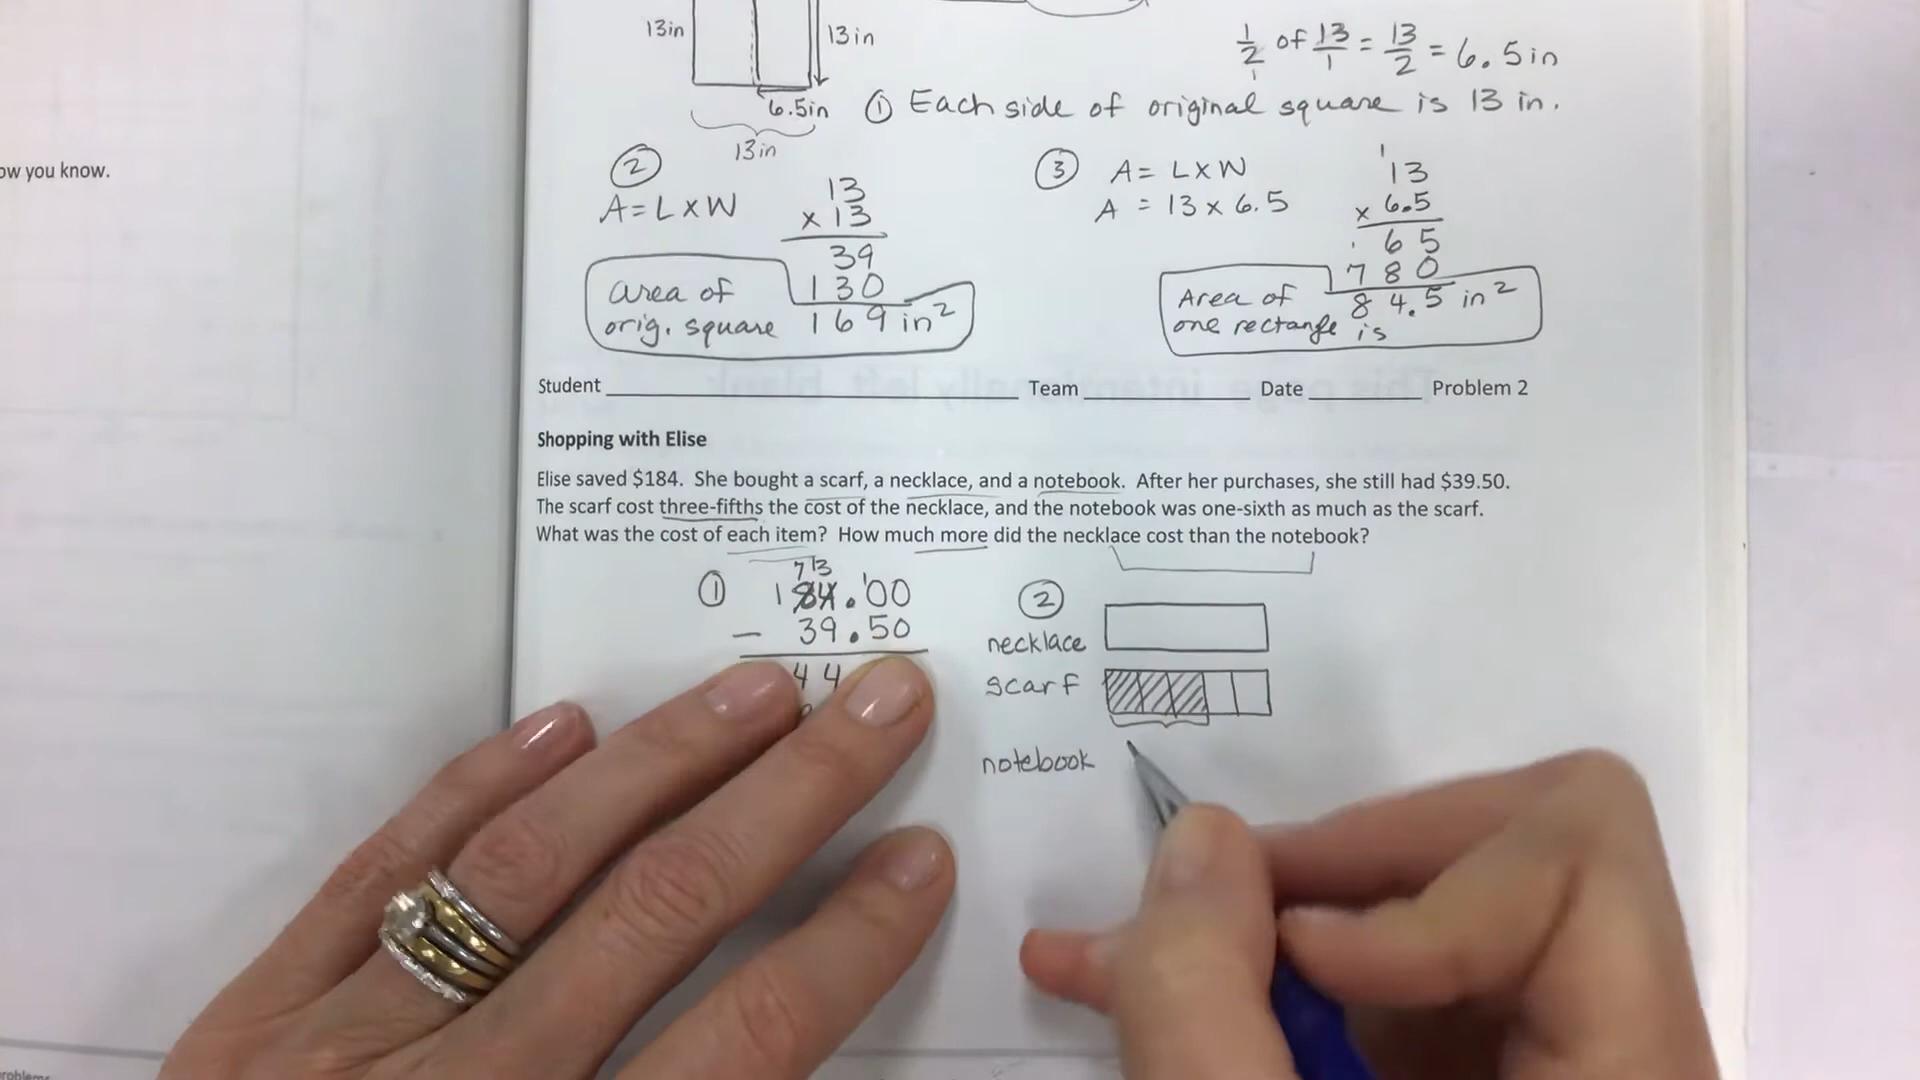 13in
13in
6.5in
13in
1/2 of 13/1 = 13/2 = 6.5in
① Each side of original square is 13 in.
②
A=LXW
13
x 13
39
130
169 in²
area of
orig. square
③ A= LXW
A = 13 x 6.5
13
x 6.5
65
780
84.5 in²
Area of
one rectangle is
ow you know.
Student Team Date Problem 2
Shopping with Elise
Elise saved $184. She bought a scarf, a necklace, and a notebook. After her purchases, she still had $39.50.
The scarf cost three-fifths the cost of the necklace, and the notebook was one-sixth as much as the scarf.
What was the cost of each item? How much more did the necklace cost than the notebook?
① 7 13
184.00
- 39.50
44
②
necklace
scarf
notebook